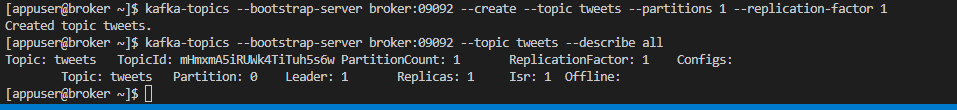 [appuser@broker ~]$ kafka-topics --bootstrap-server broker:09092 --create --topic tweets --partitions 1 --replication-factor 1
Created topic tweets.
[appuser@broker ~]$ kafka-topics --bootstrap-server broker:09092 --topic tweets --describe all
Topic: tweets   TopicId: mHmxmA5iRUWk4TiTuh5s6w PartitionCount: 1       ReplicationFactor: 1    Configs:
        Topic: tweets   Partition: 0    Leader: 1       Replicas: 1     Isr: 1  Offline:
[appuser@broker ~]$